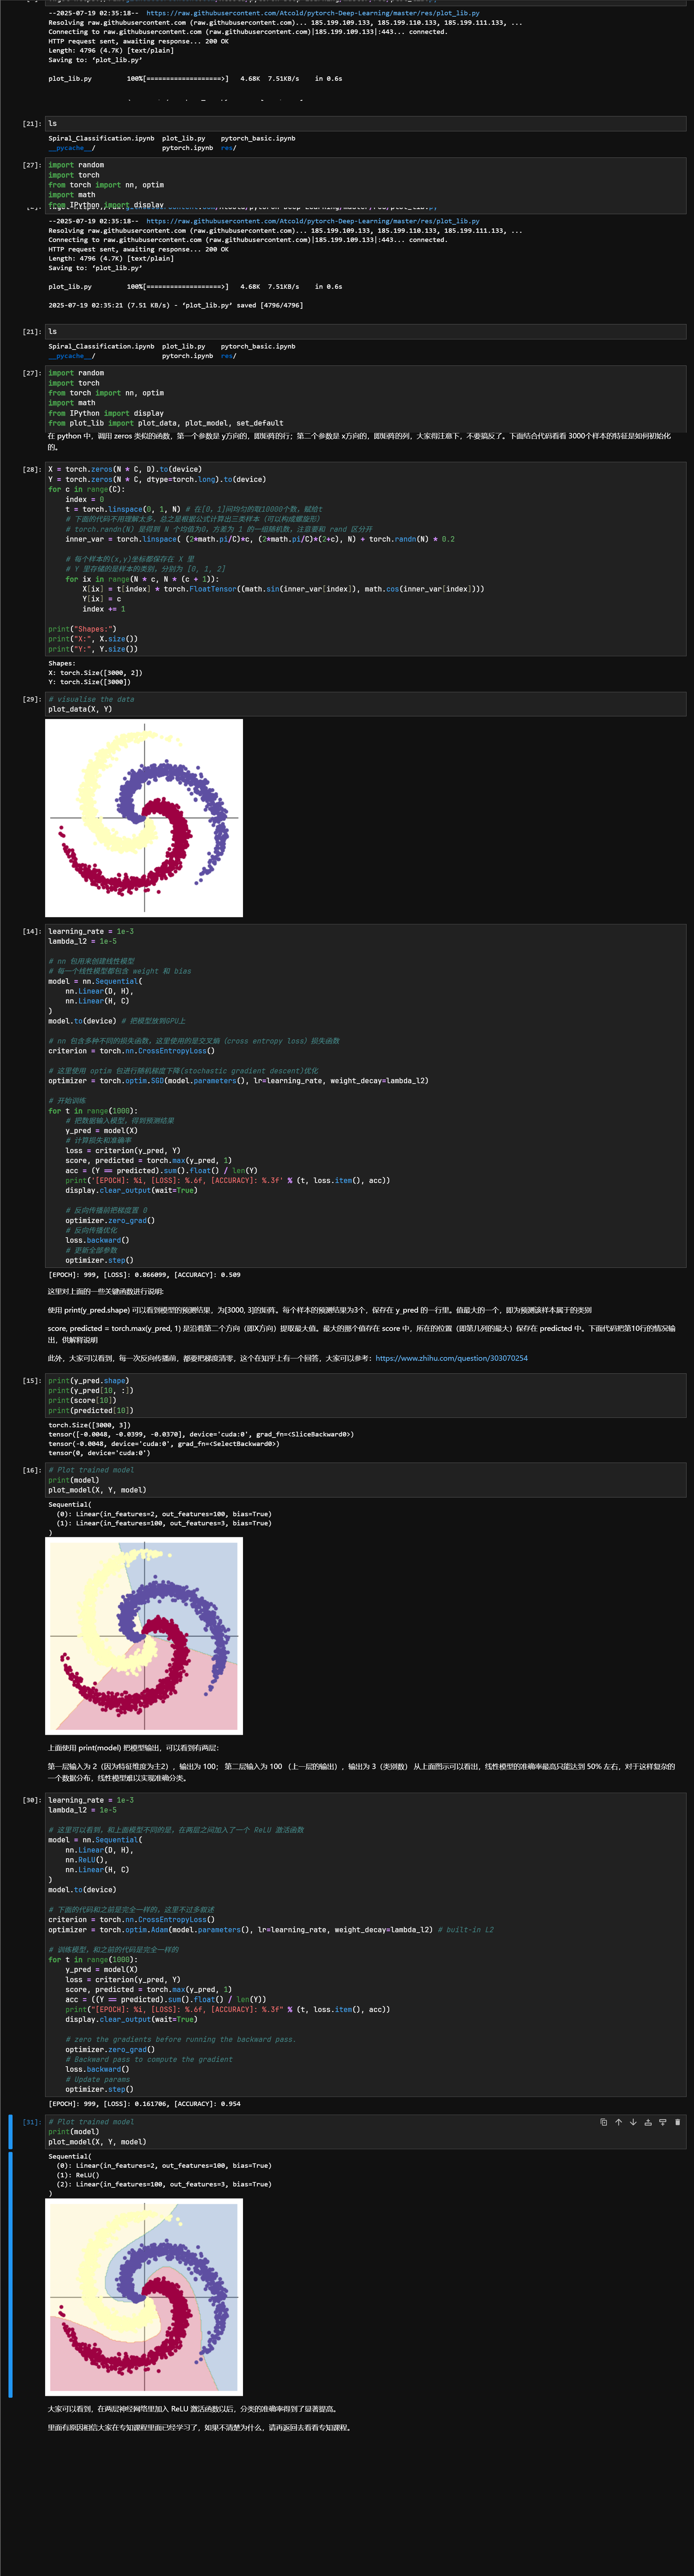 --2025-07-19 02:35:18--  https://raw.githubusercontent.com/Atcold/pytorch-Deep-Learning/master/res/plot_lib.py
Resolving raw.githubusercontent.com (raw.githubusercontent.com)... 185.199.109.133, 185.199.110.133, 185.199.111.133, ...
Connecting to raw.githubusercontent.com (raw.githubusercontent.com)|185.199.109.133|:443... connected.
HTTP request sent, awaiting response... 200 OK
Length: 4796 (4.7K) [text/plain]
Saving to: ‘plot_lib.py’
plot_lib.py         100%[===================>]   4.68K  7.51KB/s    in 0.6s
[21]: ls
Spiral_Classification.ipynb  plot_lib.py    pytorch_basic.ipynb
__pycache__/                 pytorch.ipynb  res/
[27]: import random
import torch
from torch import nn, optim
import math
from IPython import display
--2025-07-19 02:35:18--  https://raw.githubusercontent.com/Atcold/pytorch-Deep-Learning/master/res/plot_lib.py
Resolving raw.githubusercontent.com (raw.githubusercontent.com)... 185.199.109.133, 185.199.110.133, 185.199.111.133, ...
Connecting to raw.githubusercontent.com (raw.githubusercontent.com)|185.199.109.133|:443... connected.
HTTP request sent, awaiting response... 200 OK
Length: 4796 (4.7K) [text/plain]
Saving to: ‘plot_lib.py’
plot_lib.py         100%[===================>]   4.68K  7.51KB/s    in 0.6s
2025-07-19 02:35:21 (7.51 KB/s) - ‘plot_lib.py’ saved [4796/4796]
[21]: ls
Spiral_Classification.ipynb  plot_lib.py    pytorch_basic.ipynb
__pycache__/                 pytorch.ipynb  res/
[27]: import random
import torch
from torch import nn, optim
import math
from IPython import display
from plot_lib import plot_data, plot_model, set_default
在 python 中，调用 zeros 类似的函数，第一个参数是 y方向的，即矩阵的行；第二个参数是 x方向的，即矩阵的列，大家得注意下，不要搞反了。下面结合代码看看 3000个样本的特征是如何初始化
的。
[28]: X = torch.zeros(N * C, D).to(device)
Y = torch.zeros(N * C, dtype=torch.long).to(device)
for c in range(C):
    index = 0
    t = torch.linspace(0, 1, N) # 在[0，1]间均匀的取10000个数，赋给t
    # 下面的代码不用理解太多，总之是根据公式计算出三类样本（可以构成螺旋形）
    # torch.randn(N) 是得到 N 个均值为0，方差为 1 的一组随机数，注意要和 rand 区分开
    inner_var = torch.linspace( (2*math.pi/C)*c, (2*math.pi/C)*(2+c), N) + torch.randn(N) * 0.2
    # 每个样本的(x,y)坐标都保存在 X 里
    # Y 里存储的是样本的类别，分别为 [0, 1, 2]
    for ix in range(N * c, N * (c + 1)):
        X[ix] = t[index] * torch.FloatTensor((math.sin(inner_var[index]), math.cos(inner_var[index])))
        Y[ix] = c
        index += 1
print("Shapes:")
print("X:", X.size())
print("Y:", Y.size())
Shapes:
X: torch.Size([3000, 2])
Y: torch.Size([3000])
[29]: # visualise the data
plot_data(X, Y)
[14]: learning_rate = 1e-3
lambda_l2 = 1e-5
# nn 包用来创建线性模型
# 每一个线性模型都包含 weight 和 bias
model = nn.Sequential(
    nn.Linear(D, H),
    nn.Linear(H, C)
)
model.to(device) # 把模型放到GPU上
# nn 包含多种不同的损失函数，这里使用的是交叉熵（cross entropy loss）损失函数
criterion = torch.nn.CrossEntropyLoss()
# 这里使用 optim 包进行随机梯度下降(stochastic gradient descent)优化
optimizer = torch.optim.SGD(model.parameters(), lr=learning_rate, weight_decay=lambda_l2)
# 开始训练
for t in range(1000):
    # 把数据输入模型，得到预测结果
    y_pred = model(X)
    # 计算损失和准确率
    loss = criterion(y_pred, Y)
    score, predicted = torch.max(y_pred, 1)
    acc = (Y == predicted).sum().float() / len(Y)
    print('[EPOCH]: %i, [LOSS]: %.6f, [ACCURACY]: %.3f' % (t, loss.item(), acc))
    display.clear_output(wait=True)
    # 反向传播前把梯度置 0
    optimizer.zero_grad()
    # 反向传播优化
    loss.backward()
    # 更新全部参数
    optimizer.step()
[EPOCH]: 999, [LOSS]: 0.866099, [ACCURACY]: 0.509
这里对上面的一些关键函数进行说明:
使用 print(y_pred.shape) 可以看到模型的预测结果，为[3000, 3]的矩阵。每个样本的预测结果为3个，保存在 y_pred 的一行里。值最大的一个，即为预测该样本属于的类别
score, predicted = torch.max(y_pred, 1) 是沿着第二个方向（即X方向）提取最大值。最大的那个值存在 score 中，所在的位置（即第几列的最大）保存在 predicted 中。下面代码把第10行的情况输
出，供解释说明
此外，大家可以看到，每一次反向传播前，都要把梯度清零，这个在知乎上有一个回答，大家可以参考：https://www.zhihu.com/question/303070254
[15]: print(y_pred.shape)
print(y_pred[10, :])
print(score[10])
print(predicted[10])
torch.Size([3000, 3])
tensor([-0.0048, -0.0399, -0.0370], device='cuda:0', grad_fn=<SliceBackward0>)
tensor(-0.0048, device='cuda:0', grad_fn=<SelectBackward0>)
tensor(0, device='cuda:0')
[16]: # Plot trained model
print(model)
plot_model(X, Y, model)
Sequential(
  (0): Linear(in_features=2, out_features=100, bias=True)
  (1): Linear(in_features=100, out_features=3, bias=True)
)
上面使用 print(model) 把模型输出，可以看到有两层：
第一层输入为 2（因为特征维度为主2），输出为 100； 第二层输入为 100 （上一层的输出），输出为 3（类别数） 从上面图示可以看出，线性模型的准确率最高只能达到 50% 左右，对于这样复杂的
一个数据分布，线性模型难以实现准确分类。
[30]: learning_rate = 1e-3
lambda_l2 = 1e-5
# 这里可以看到，和上面模型不同的是，在两层之间加入了一个 ReLU 激活函数
model = nn.Sequential(
    nn.Linear(D, H),
    nn.ReLU(),
    nn.Linear(H, C)
)
model.to(device)
# 下面的代码和之前是完全一样的，这里不过多叙述
criterion = torch.nn.CrossEntropyLoss()
optimizer = torch.optim.Adam(model.parameters(), lr=learning_rate, weight_decay=lambda_l2) # built-in L2
# 训练模型，和之前的代码是完全一样的
for t in range(1000):
    y_pred = model(X)
    loss = criterion(y_pred, Y)
    score, predicted = torch.max(y_pred, 1)
    acc = ((Y == predicted).sum().float() / len(Y))
    print("[EPOCH]: %i, [LOSS]: %.6f, [ACCURACY]: %.3f" % (t, loss.item(), acc))
    display.clear_output(wait=True)
    # zero the gradients before running the backward pass.
    optimizer.zero_grad()
    # Backward pass to compute the gradient
    loss.backward()
    # Update params
    optimizer.step()
[EPOCH]: 999, [LOSS]: 0.161706, [ACCURACY]: 0.954
[31]: # Plot trained model
print(model)
plot_model(X, Y, model)
Sequential(
  (0): Linear(in_features=2, out_features=100, bias=True)
  (1): ReLU()
  (2): Linear(in_features=100, out_features=3, bias=True)
)
大家可以看到，在两层神经网络里加入 ReLU 激活函数以后，分类的准确率得到了显著提高。
里面有原因相信大家在专知课程里面已经学习了，如果不清楚为什么，请再返回去看看专知课程。